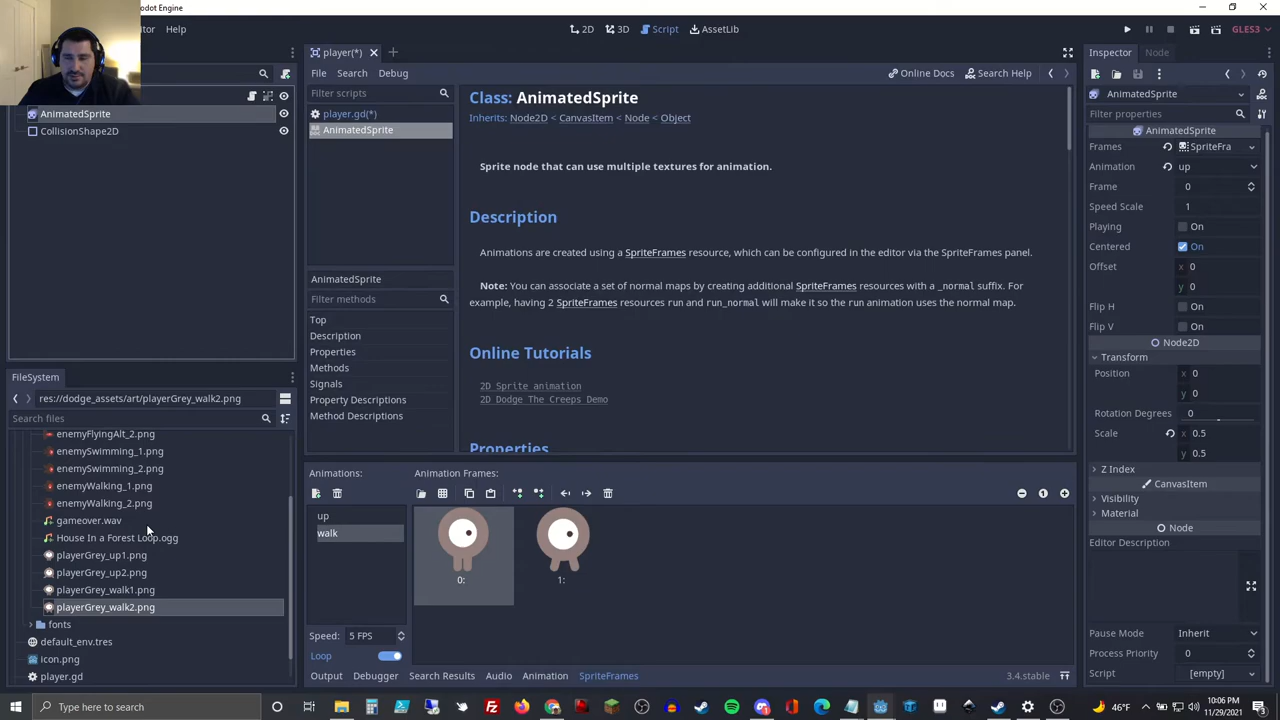 odot Engine
itor Help
2D 3D Script AssetLib
GLES3
AnimatedSprite
CollisionShape2D
FileSystem
res://dodge_assets/art/playerGrey_walk2.png
Search files
enemyFlyingAlt_2.png
enemySwimming_1.png
enemySwimming_2.png
enemyWalking_1.png
enemyWalking_2.png
gameover.wav
House In a Forest Loop.ogg
playerGrey_up1.png
playerGrey_up2.png
playerGrey_walk1.png
playerGrey_walk2.png
fonts
default_env.tres
icon.png
player.gd
player(*)
File Search Debug
Online Docs Search Help
Filter scripts
player.gd(*)
AnimatedSprite
AnimatedSprite
Filter methods
Top
Description
Properties
Methods
Signals
Property Descriptions
Method Descriptions
Class: AnimatedSprite
Inherits: Node2D < CanvasItem < Node < Object
Sprite node that can use multiple textures for animation.
Description
Animations are created using a SpriteFrames resource, which can be configured in the editor via the SpriteFrames panel.
Note: You can associate a set of normal maps by creating additional SpriteFrames resources with a _normal suffix. For
example, having 2 SpriteFrames resources run and run_normal will make it so the run animation uses the normal map.
Online Tutorials
2D Sprite animation
2D Dodge The Creeps Demo
Properties
Animations:
up
walk
Speed: 5 FPS
Loop
Animation Frames:
0:
1:
Output Debugger Search Results Audio Animation SpriteFrames
3.4.stable
Inspector Node
AnimatedSprite
Filter properties
AnimatedSprite
Frames SpriteFra
Animation up
Frame 0
Speed Scale 1
Playing On
Centered On
Offset x 0
y 0
Flip H On
Flip V On
Node2D
Transform
Position x 0
y 0
Rotation Degrees 0
Scale x 0.5
y 0.5
Z Index
CanvasItem
Visibility
Material
Node
Editor Description
Pause Mode Inherit
Process Priority 0
Script [empty]
Type here to search
46°F
10:06 PM
11/29/2021